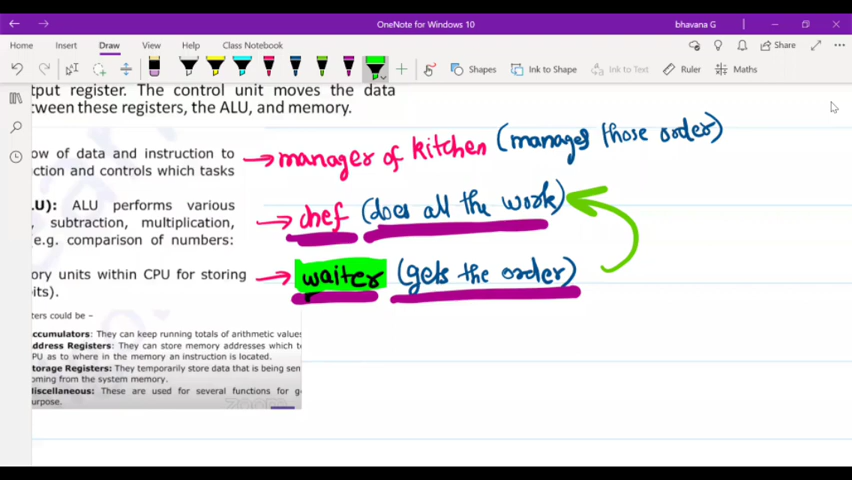 OneNote for Windows 10
bhavana G
Home Insert Draw View Help Class Notebook Share
Shapes Ink to Shape Ink to Text Ruler Maths
tput register. The control unit moves the data
tween these registers, the ALU, and memory.
manager of kitchen (manages those order)
ow of data and instruction to
ction and controls which tasks
chef (does all the work)
LU): ALU performs various
, subtraction, multiplication,
(e.g. comparison of numbers:
waiter (gets the order)
ory units within CPU for storing
bits).
ters could be –
ccumulators: They can keep running totals of arithmetic values
ddress Registers: They can store memory addresses which t
PU as to where in the memory an instruction is located.
torage Registers: They temporarily store data that is being sen
oming from the system memory.
iscellaneous: These are used for several functions for g
urpose.